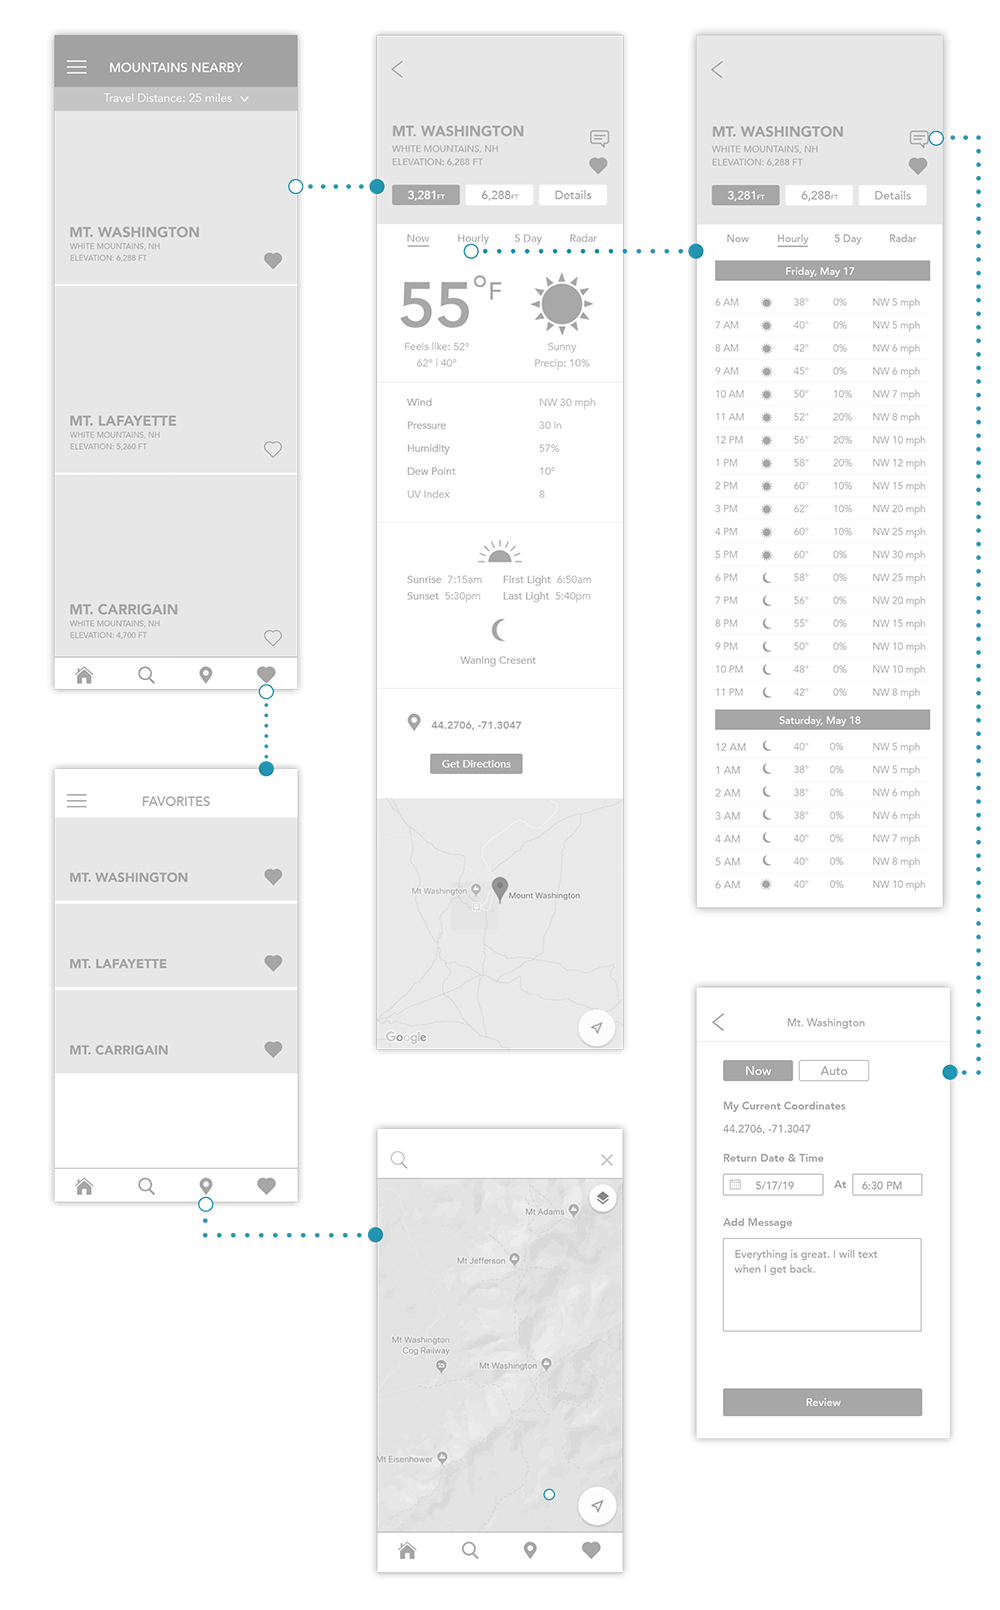 MOUNTAINS NEARBY
Travel Distance: 25 miles
MT. WASHINGTON
WHITE MOUNTAINS, NH
ELEVATION: 6,288 FT
MT. LAFAYETTE
WHITE MOUNTAINS, NH
ELEVATION: 5,260 FT
MT. CARRIGAIN
WHITE MOUNTAINS, NH
ELEVATION: 4,700 FT
FAVORITES
MT. WASHINGTON
MT. LAFAYETTE
MT. CARRIGAIN
MT. WASHINGTON
WHITE MOUNTAINS, NH
ELEVATION: 6,288 FT
3,281FT 6,288FT Details
Now Hourly 5 Day Radar
55°F
Feels like: 52° Sunny
62° | 40° Precip: 10%
Wind NW 30 mph
Pressure 30 in
Humidity 57%
Dew Point 10°
UV Index 8
Sunrise 7:15am First Light 6:50am
Sunset 5:30pm Last Light 5:40pm
Waning Cresent
44.2706, -71.3047
Get Directions
Mt Washington
Mount Washington
Google
Mt Adams
Mt Jefferson
Mt Washington
Cog Railway
Mt Washington
Mt Eisenhower
MT. WASHINGTON
WHITE MOUNTAINS, NH
ELEVATION: 6,288 FT
3,281FT 6,288FT Details
Now Hourly 5 Day Radar
Friday, May 17
6 AM 38° 0% NW 5 mph
7 AM 40° 0% NW 5 mph
8 AM 42° 0% NW 6 mph
9 AM 45° 0% NW 6 mph
10 AM 50° 10% NW 7 mph
11 AM 52° 20% NW 8 mph
12 PM 56° 20% NW 10 mph
1 PM 58° 20% NW 12 mph
2 PM 60° 10% NW 15 mph
3 PM 62° 10% NW 20 mph
4 PM 60° 10% NW 25 mph
5 PM 60° 0% NW 30 mph
6 PM 58° 0% NW 25 mph
7 PM 56° 0% NW 20 mph
8 PM 55° 0% NW 15 mph
9 PM 50° 0% NW 10 mph
10 PM 48° 0% NW 10 mph
11 PM 42° 0% NW 8 mph
Saturday, May 18
12 AM 40° 0% NW 5 mph
1 AM 38° 0% NW 5 mph
2 AM 38° 0% NW 6 mph
3 AM 38° 0% NW 6 mph
4 AM 40° 0% NW 7 mph
5 AM 40° 0% NW 8 mph
6 AM 40° 0% NW 10 mph
Mt. Washington
Now Auto
My Current Coordinates
44.2706, -71.3047
Return Date & Time
5/17/19 At 6:30 PM
Add Message
Everything is great. I will text
when I get back.
Review